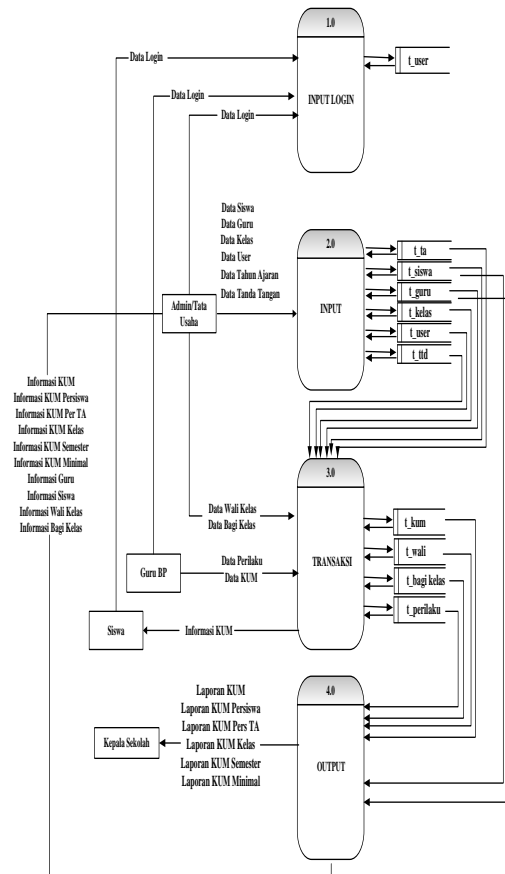 1.0
Data Login
t_user
Data Login
INPUT LOGIN
Data Login
Data Siswa
Data Guru
Data Kelas
Data User
Data Tahun Ajaran
Data Tanda Tangan
2.0
INPUT
t_ta
t_siswa
t_guru
t_kelas
t_user
t_ttd
Admin/Tata
Usaha
Informasi KUM
Informasi KUM Persiswa
Informasi KUM Per TA
Informasi KUM Kelas
Informasi KUM Semester
Informasi KUM Minimal
Informasi Guru
Informasi Siswa
Informasi Wali Kelas
Informasi Bagi Kelas
3.0
Data Wali Kelas
Data Bagi Kelas
TRANSAKSI
t_kum
t_wali
t_bagi kelas
t_perilaku
Guru BP
Data Perilaku
Data KUM
Siswa
Informasi KUM
4.0
Laporan KUM
Laporan KUM Persiswa
Laporan KUM Pers TA
Laporan KUM Kelas
Laporan KUM Semester
Laporan KUM Minimal
Kepala Sekolah
OUTPUT